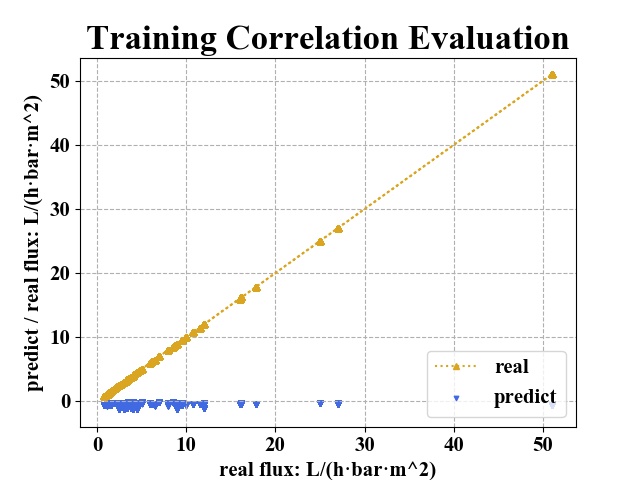 Training Correlation Evaluation
predict / real flux: L/(h·bar·m^2)
50
40
30
20
10
0
real
predict
0 10 20 30 40 50
real flux: L/(h·bar·m^2)